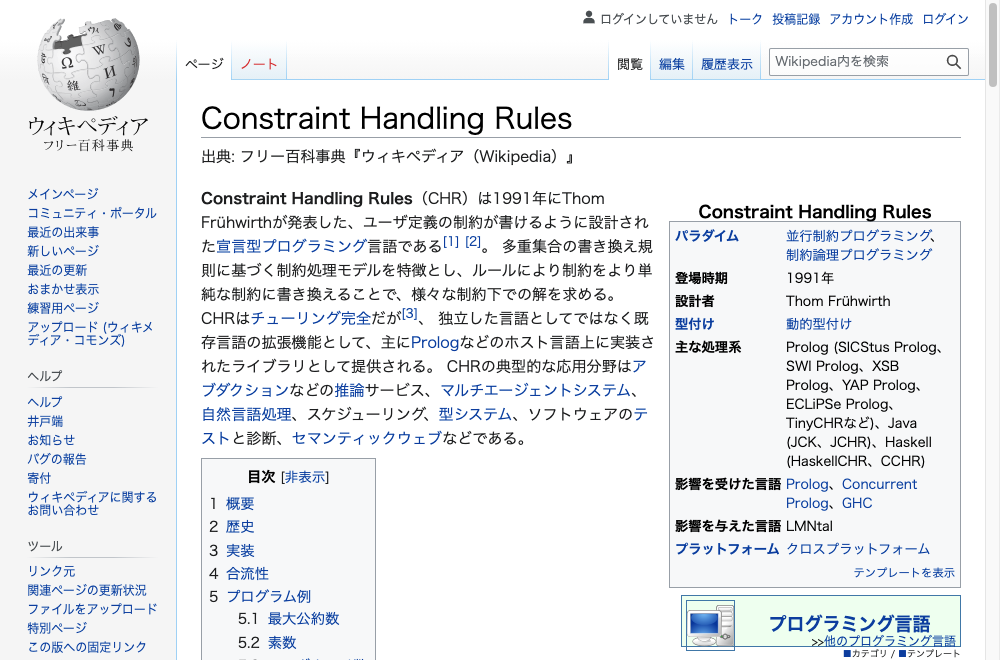 ログインしていません トーク 投稿記録 アカウント作成 ログイン
ページ ノート 閲覧 編集 履歴表示 Wikipedia内を検索
ウィキペディア
フリー百科事典
メインページ
コミュニティ・ポータル
最近の出来事
新しいページ
最近の更新
おまかせ表示
練習用ページ
アップロード (ウィキメ
ディア・コモンズ)
ヘルプ
ヘルプ
井戸端
お知らせ
バグの報告
寄付
ウィキペディアに関する
お問い合わせ
ツール
リンク元
関連ページの更新状況
ファイルをアップロード
特別ページ
この版への固定リンク
Constraint Handling Rules
出典: フリー百科事典『ウィキペディア（Wikipedia）』
Constraint Handling Rules（CHR）は1991年にThom
Frühwirthが発表した、ユーザ定義の制約が書けるように設計され
た宣言型プログラミング言語である[1] [2]。 多重集合の書き換え規
則に基づく制約処理モデルを特徴とし、ルールにより制約をより単
純な制約に書き換えることで、様々な制約下での解を求める。
CHRはチューリング完全だが[3]、 独立した言語としてではなく既
存言語の拡張機能として、主にPrologなどのホスト言語上に実装さ
れたライブラリとして提供される。 CHRの典型的な応用分野はア
ブダクションなどの推論サービス、マルチエージェントシステム、
自然言語処理、スケジューリング、型システム、ソフトウェアのテ
ストと診断、セマンティックウェブなどである。
目次 [非表示]
1 概要
2 歴史
3 実装
4 合流性
5 プログラム例
5.1 最大公約数
5.2 素数
Constraint Handling Rules
パラダイム 並行制約プログラミング、
制約論理プログラミング
登場時期 1991年
設計者 Thom Frühwirth
型付け 動的型付け
主な処理系 Prolog (SICStus Prolog、
SWI Prolog、XSB
Prolog、YAP Prolog、
ECLiPSe Prolog、
TinyCHRなど)、Java
(JCK、JCHR)、Haskell
(HaskellCHR、CCHR)
影響を受けた言語 Prolog、Concurrent
Prolog、GHC
影響を与えた言語 LMNtal
プラットフォーム クロスプラットフォーム
テンプレートを表示
プログラミング言語
>>他のプログラミング言語
■カテゴリ / ■テンプレート